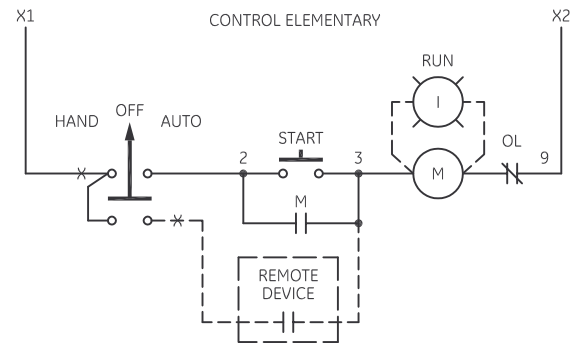 X1
CONTROL ELEMENTARY
X2
RUN
I
HAND
OFF
AUTO
START
OL
2
3
9
M
M
REMOTE
DEVICE